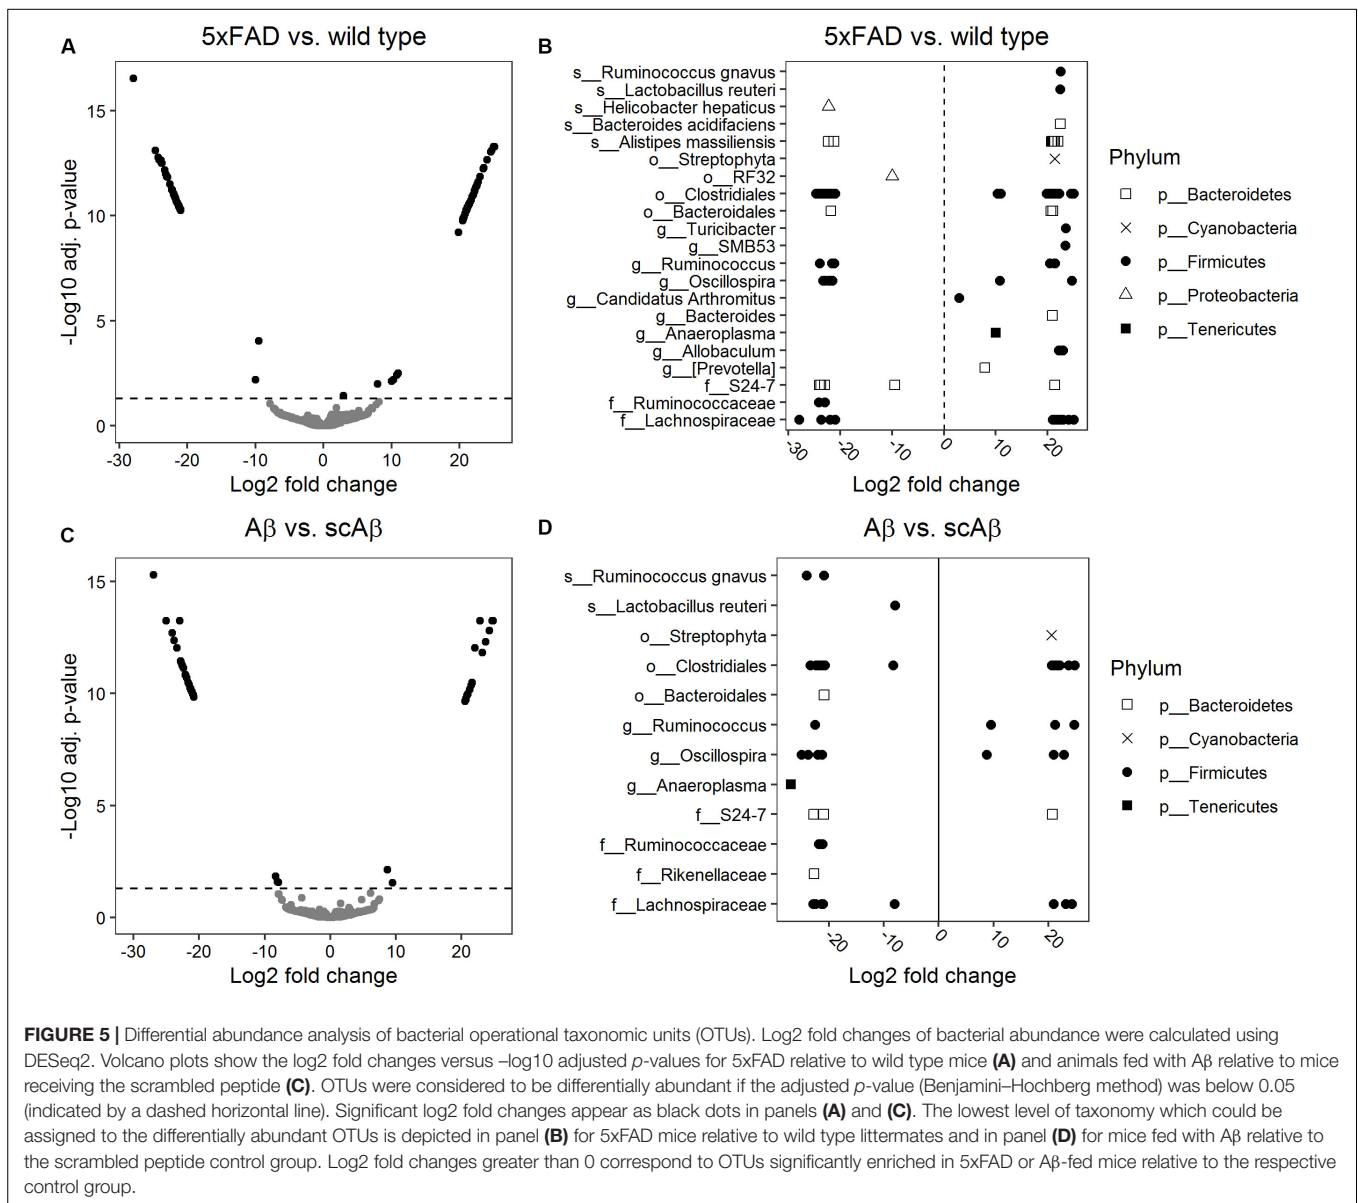 A
5xFAD vs. wild type
-Log10 adj. p-value
15
10
5
0
-30
-20
-10
0
10
20
Log2 fold change
B
5xFAD vs. wild type
s__Ruminococcus gnavus
s__Lactobacillus reuteri
s__Helicobacter hepaticus
s__Bacteroides acidifaciens
s__Alistipes massiliensis
o__Streptophyta
o__RF32
o__Clostridiales
o__Bacteroidales
g__Turicibacter
g__SMB53
g__Ruminococcus
g__Oscillospira
g__Candidatus Arthromitus
g__Bacteroides
g__Anaeroplasma
g__Allobaculum
g__[Prevotella]
f__S24-7
f__Ruminococcaceae
f__Lachnospiraceae
-30
-20
-10
0
10
20
Log2 fold change
Phylum
p__Bacteroidetes
p__Cyanobacteria
p__Firmicutes
p__Proteobacteria
p__Tenericutes
C
Aβ vs. scAβ
-Log10 adj. p-value
15
10
5
0
-30
-20
-10
0
10
20
Log2 fold change
D
Aβ vs. scAβ
s__Ruminococcus gnavus
s__Lactobacillus reuteri
o__Streptophyta
o__Clostridiales
o__Bacteroidales
g__Ruminococcus
g__Oscillospira
g__Anaeroplasma
f__S24-7
f__Ruminococcaceae
f__Rikenellaceae
f__Lachnospiraceae
-20
-10
0
10
20
Log2 fold change
Phylum
p__Bacteroidetes
p__Cyanobacteria
p__Firmicutes
p__Tenericutes
FIGURE 5 | Differential abundance analysis of bacterial operational taxonomic units (OTUs). Log2 fold changes of bacterial abundance were calculated using
DESeq2. Volcano plots show the log2 fold changes versus –log10 adjusted p-values for 5xFAD relative to wild type mice (A) and animals fed with Aβ relative to mice
receiving the scrambled peptide (C). OTUs were considered to be differentially abundant if the adjusted p-value (Benjamini–Hochberg method) was below 0.05
(indicated by a dashed horizontal line). Significant log2 fold changes appear as black dots in panels (A) and (C). The lowest level of taxonomy which could be
assigned to the differentially abundant OTUs is depicted in panel (B) for 5xFAD mice relative to wild type littermates and in panel (D) for mice fed with Aβ relative to
the scrambled peptide control group. Log2 fold changes greater than 0 correspond to OTUs significantly enriched in 5xFAD or Aβ-fed mice relative to the respective
control group.